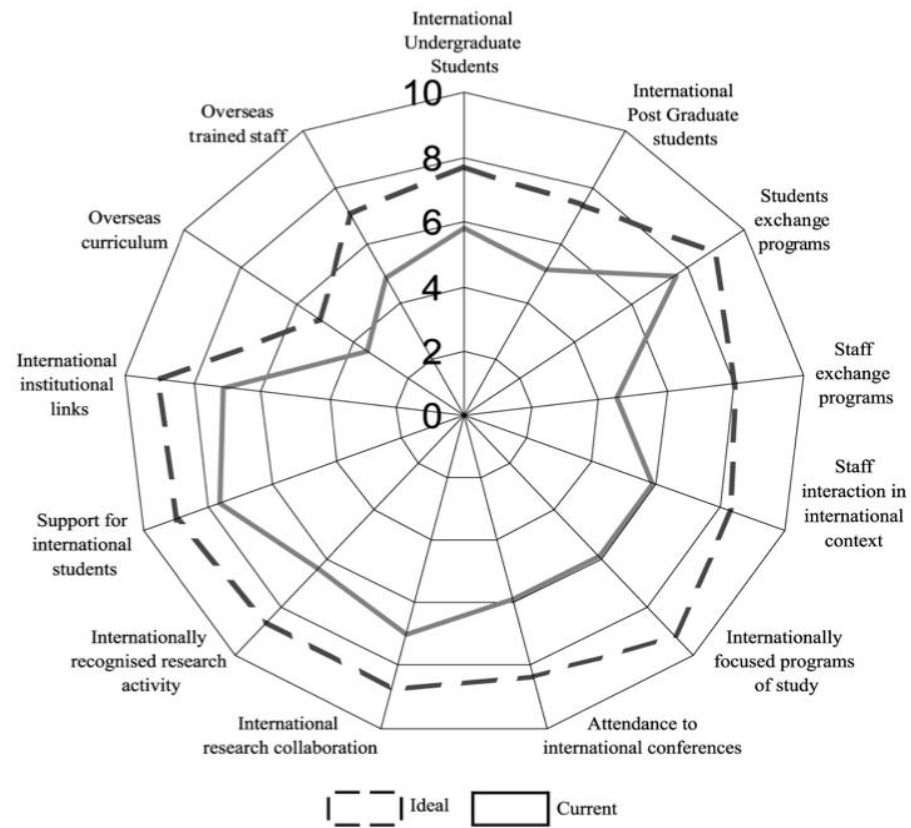 International
Undergraduate
Students
International
Post Graduate
students
Students
exchange
programs
Staff
exchange
programs
Staff
interaction in
international
context
Internationally
focused programs
of study
Attendance to
international conferences
International
research collaboration
Internationally
recognised research
activity
Support for
international
students
International
institutional
links
Overseas
curriculum
Overseas
trained staff
10
8
6
4
2
0
Ideal
Current